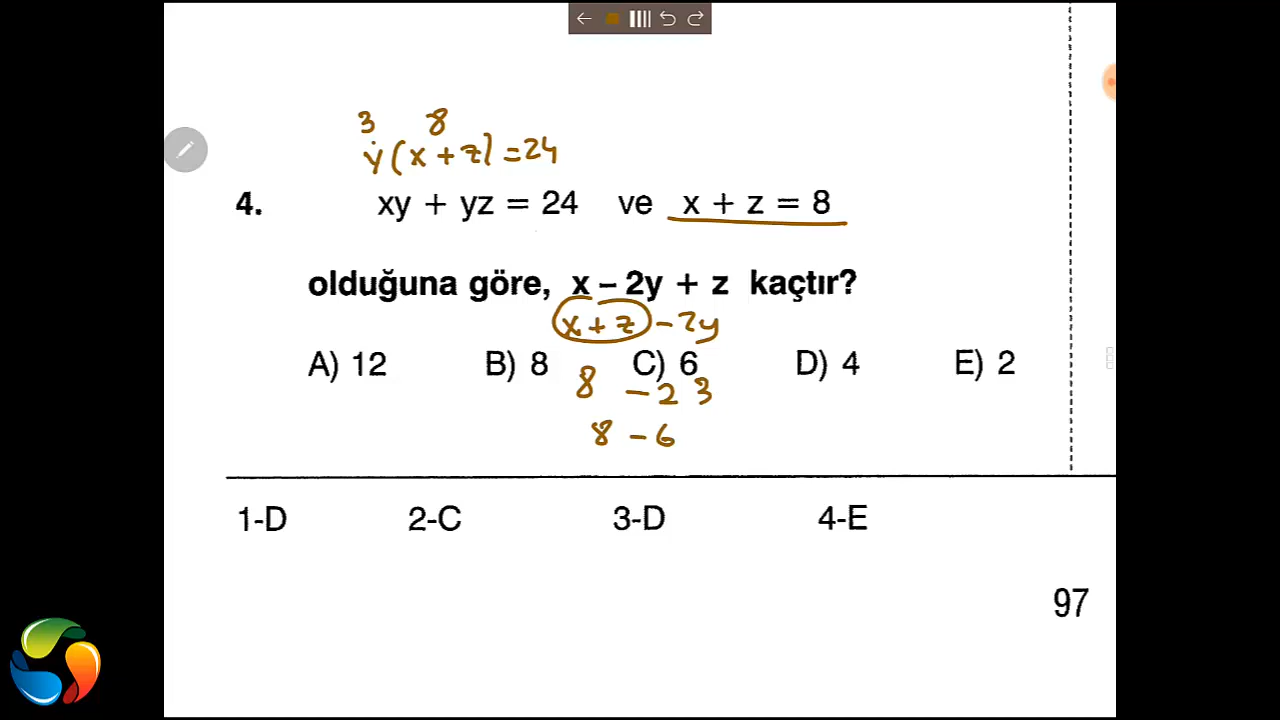 3 8
y(x+z)=24
4. xy + yz = 24 ve x + z = 8
olduğuna göre, x – 2y + z kaçtır?
x+z -2y
A) 12 B) 8 C) 6 D) 4 E) 2
8 - 2 3
8 - 6
1-D 2-C 3-D 4-E
97